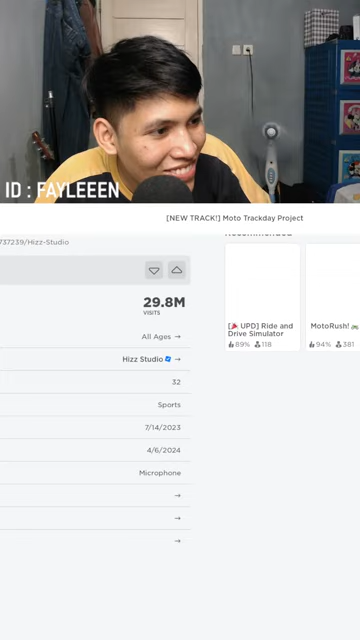 ID : FAYLEEEN
[NEW TRACK!] Moto Trackday Project
737239/Hizz-Studio
Recommended
29.8M
VISITS
All Ages →
Hizz Studio →
32
Sports
7/14/2023
4/6/2024
Microphone
→
→
→
[🎉 UPD] Ride and
Drive Simulator
89% 118
MotoRush! 🏍️
94% 381